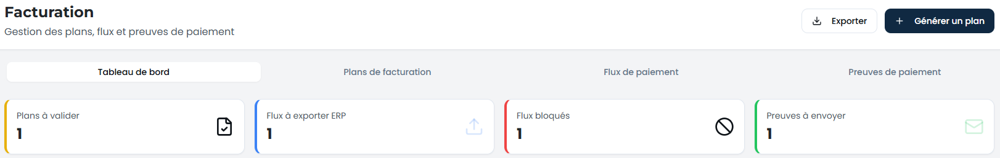 Facturation
Gestion des plans, flux et preuves de paiement
Exporter
Générer un plan
Tableau de bord
Plans de facturation
Flux de paiement
Preuves de paiement
Plans à valider
1
Flux à exporter ERP
1
Flux bloqués
1
Preuves à envoyer
1